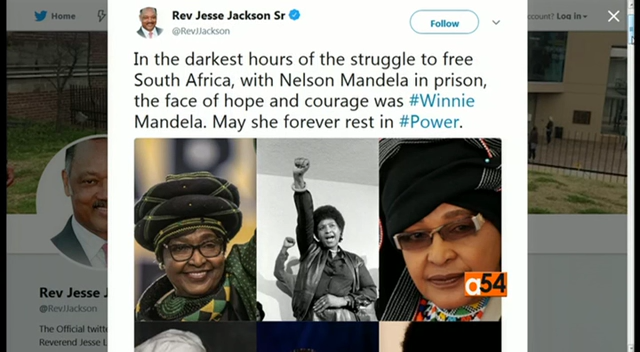 Home
Rev Jesse Jackson Sr
@RevJJackson
Follow
count? Log in
In the darkest hours of the struggle to free
South Africa, with Nelson Mandela in prison,
the face of hope and courage was #Winnie
Mandela. May she forever rest in #Power.
a54
Rev Jesse J
@RevJJackson
The Official twitte
Reverend Jesse L